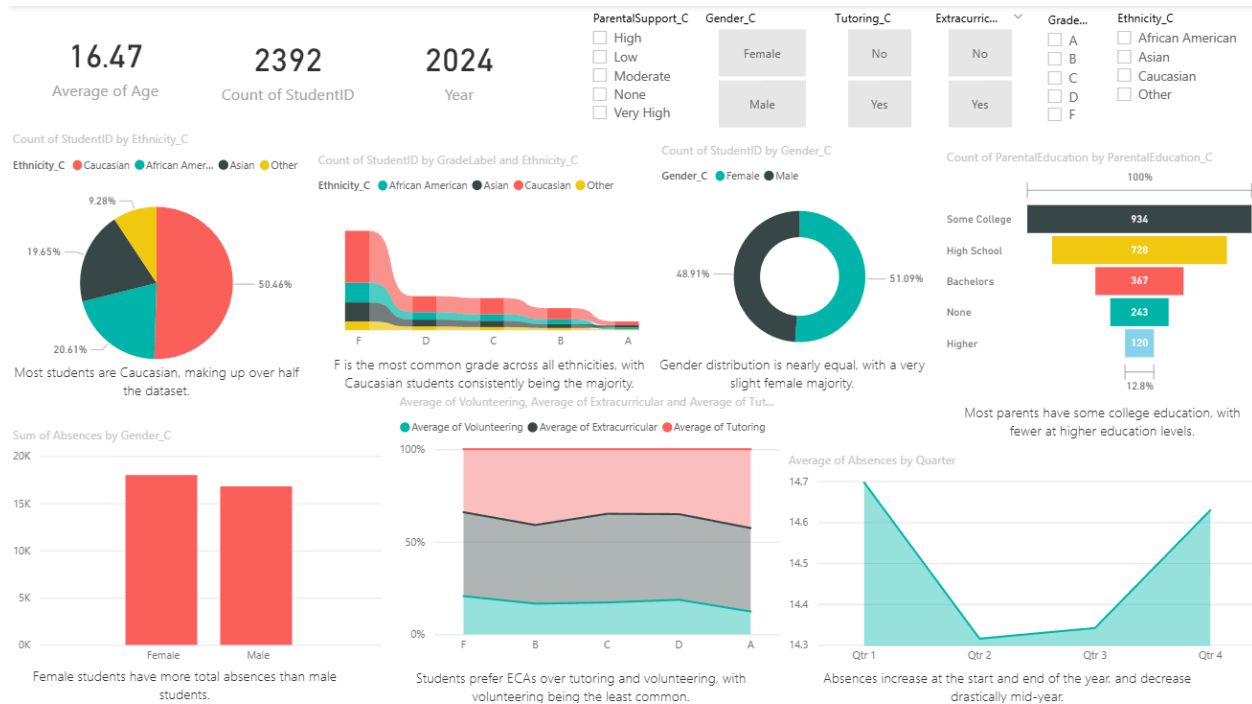 16.47
Average of Age
2392
Count of StudentID
2024
Year
ParentalSupport_C
High
Low
Moderate
None
Very High
Gender_C
Female
Male
Tutoring_C
No
Yes
Extracurric...
No
Yes
Grade...
A
B
C
D
F
Ethnicity_C
African American
Asian
Caucasian
Other
Count of StudentID by Ethnicity_C
Ethnicity_C Caucasian African Amer... Asian Other
9.28%
19.65%
50.46%
20.61%
Most students are Caucasian, making up over half
the dataset.
Count of StudentID by GradeLabel and Ethnicity_C
Ethnicity_C African American Asian Caucasian Other
F D C B A
F is the most common grade across all ethnicities, with
Caucasian students consistently being the majority.
Count of StudentID by Gender_C
Gender_C Female Male
48.91%
51.09%
Gender distribution is nearly equal, with a very
slight female majority.
Count of ParentalEducation by ParentalEducation_C
100%
Some College 934
High School 728
Bachelors 367
None 243
Higher 120
12.8%
Most parents have some college education, with
fewer at higher education levels.
Sum of Absences by Gender_C
20K
15K
10K
5K
0K
Female Male
Female students have more total absences than male
students.
Average of Volunteering, Average of Extracurricular and Average of Tut...
Average of Volunteering Average of Extracurricular Average of Tutoring
100%
50%
0%
F B C D A
Students prefer ECAs over tutoring and volunteering, with
volunteering being the least common.
Average of Absences by Quarter
14.7
14.6
14.5
14.4
14.3
Qtr 1 Qtr 2 Qtr 3 Qtr 4
Absences increase at the start and end of the year, and decrease
drastically mid-year.